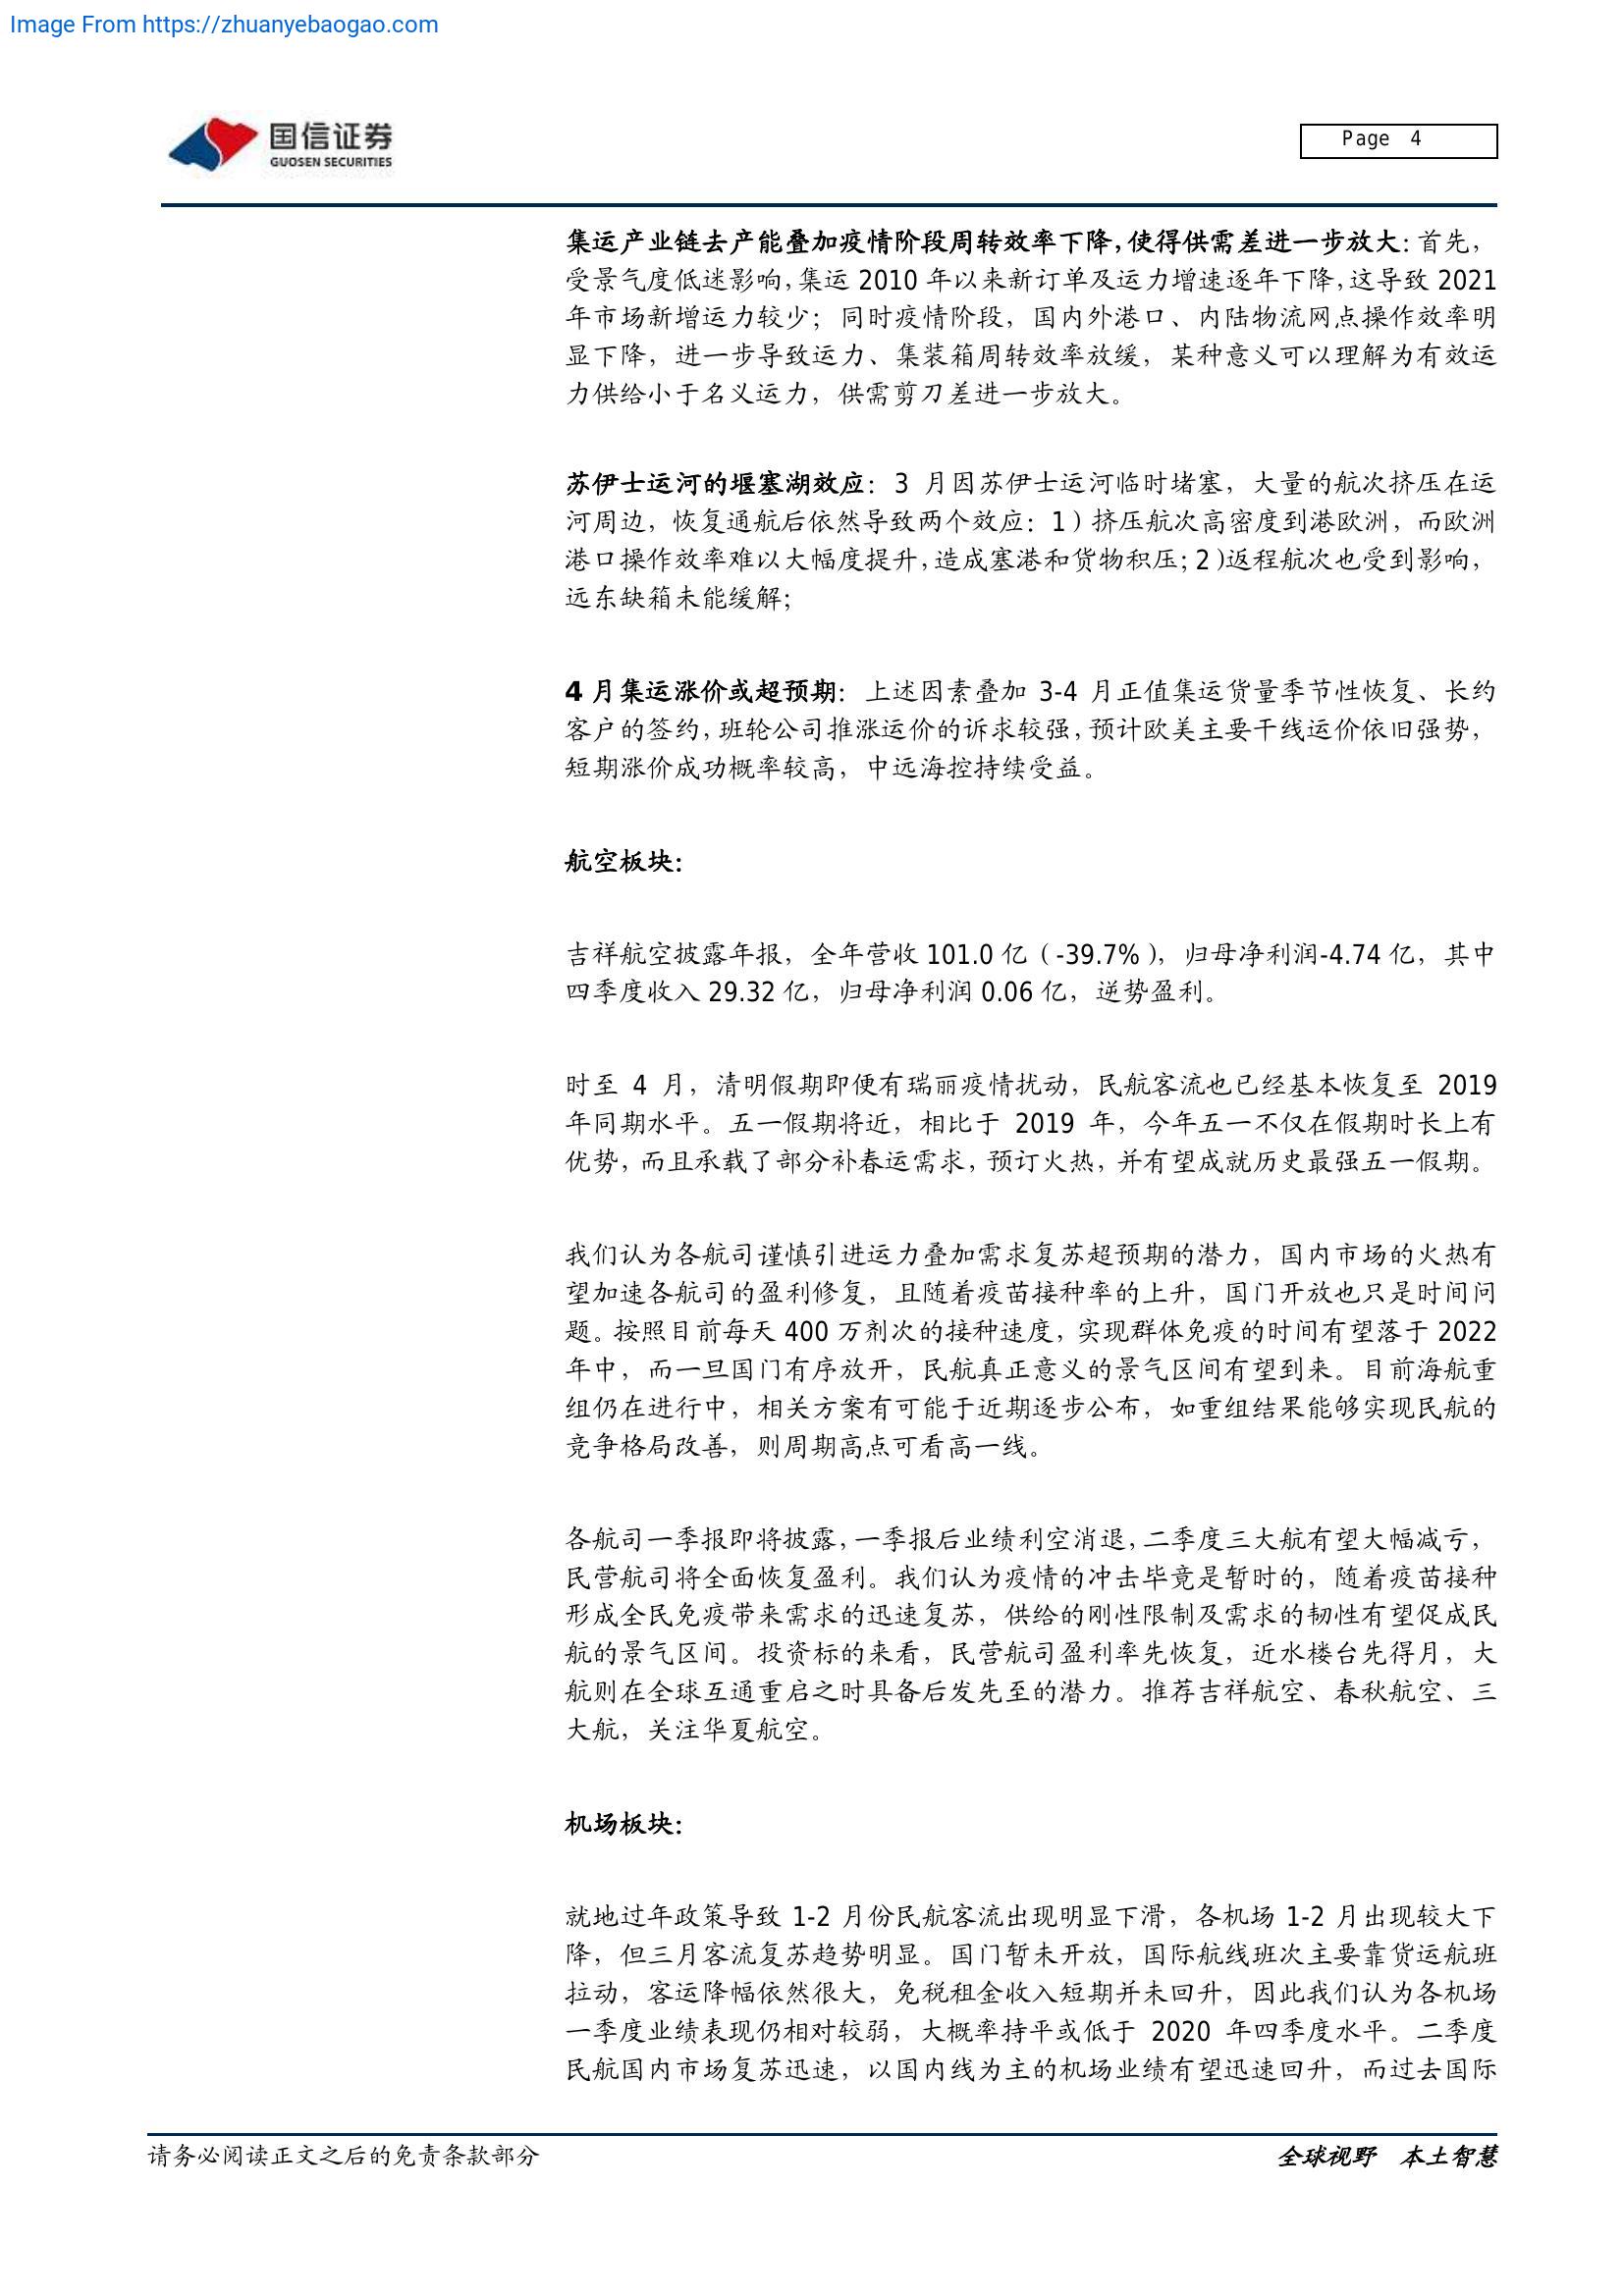 Image From https://zhuanyebaogao.com
国信证券
GUOSEN SECURITIES
Page 4
集运产业链去产能叠加疫情阶段周转效率下降，使得供需差进一步放大：首先，
受景气度低迷影响，集运 2010 年以来新订单及运力增速逐年下降，这导致 2021
年市场新增运力较少；同时疫情阶段，国内外港口、内陆物流网点操作效率明
显下降，进一步导致运力、集装箱周转效率放缓，某种意义可以理解为有效运
力供给小于名义运力，供需剪刀差进一步放大。
苏伊士运河的堰塞湖效应：3 月因苏伊士运河临时堵塞，大量的航次挤压在运
河周边，恢复通航后依然导致两个效应：1）挤压航次高密度到港欧洲，而欧洲
港口操作效率难以大幅度提升，造成塞港和货物积压；2）返程航次也受到影响，
远东缺箱未能缓解；
4 月集运涨价或超预期：上述因素叠加 3-4 月正值集运货量季节性恢复、长约
客户的签约，班轮公司推涨运价的诉求较强，预计欧美主要干线运价依旧强势，
短期涨价成功概率较高，中远海控持续受益。
航空板块：
吉祥航空披露年报，全年营收 101.0 亿（-39.7%），归母净利润-4.74 亿，其中
四季度收入 29.32 亿，归母净利润 0.06 亿，逆势盈利。
时至 4 月，清明假期即便有瑞丽疫情扰动，民航客流也已经基本恢复至 2019
年同期水平。五一假期将近，相比于 2019 年，今年五一不仅在假期时长上有
优势，而且承载了部分补春运需求，预订火热，并有望成就历史最强五一假期。
我们认为各航司谨慎引进运力叠加需求复苏超预期的潜力，国内市场的火热有
望加速各航司的盈利修复，且随着疫苗接种率的上升，国门开放也只是时间问
题。按照目前每天 400 万剂次的接种速度，实现群体免疫的时间有望落于 2022
年中，而一旦国门有序放开，民航真正意义的景气区间有望到来。目前海航重
组仍在进行中，相关方案有可能于近期逐步公布，如重组结果能够实现民航的
竞争格局改善，则周期高点可看高一线。
各航司一季报即将披露，一季报后业绩利空消退，二季度三大航有望大幅减亏，
民营航司将全面恢复盈利。我们认为疫情的冲击毕竟是暂时的，随着疫苗接种
形成全民免疫带来需求的迅速复苏，供给的刚性限制及需求的韧性有望促成民
航的景气区间。投资标的来看，民营航司盈利率先恢复，近水楼台先得月，大
航则在全球互通重启之时具备后发先至的潜力。推荐吉祥航空、春秋航空、三
大航，关注华夏航空。
机场板块：
就地过年政策导致 1-2 月份民航客流出现明显下滑，各机场 1-2 月出现较大下
降，但三月客流复苏趋势明显。国门暂未开放，国际航线班次主要靠货运航班
拉动，客运降幅依然很大，免税租金收入短期并未回升，因此我们认为各机场
一季度业绩表现仍相对较弱，大概率持平或低于 2020 年四季度水平。二季度
民航国内市场复苏迅速，以国内线为主的机场业绩有望迅速回升，而过去国际
请务必阅读正文之后的免责条款部分
全球视野 本土智慧